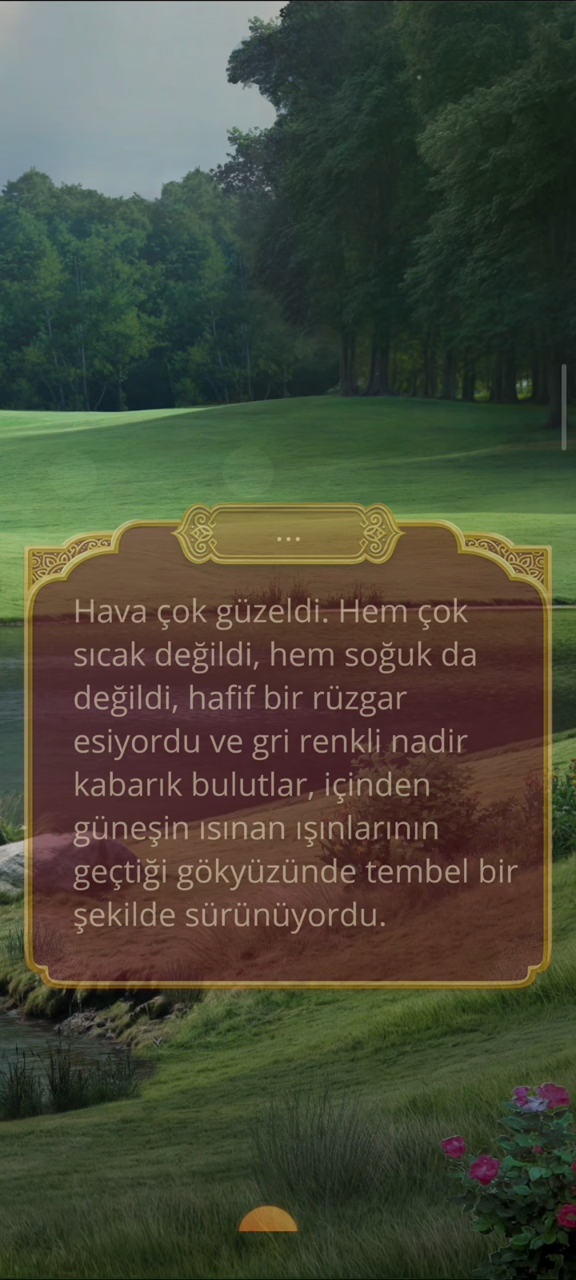 ...
Hava çok güzeldi. Hem çok
sıcak değildi, hem soğuk da
değildi, hafif bir rüzgar
esiyordu ve gri renkli nadir
kabarık bulutlar, içinden
güneşin ısınan ışınlarının
geçtiği gökyüzünde tembel bir
şekilde sürünüyordu.